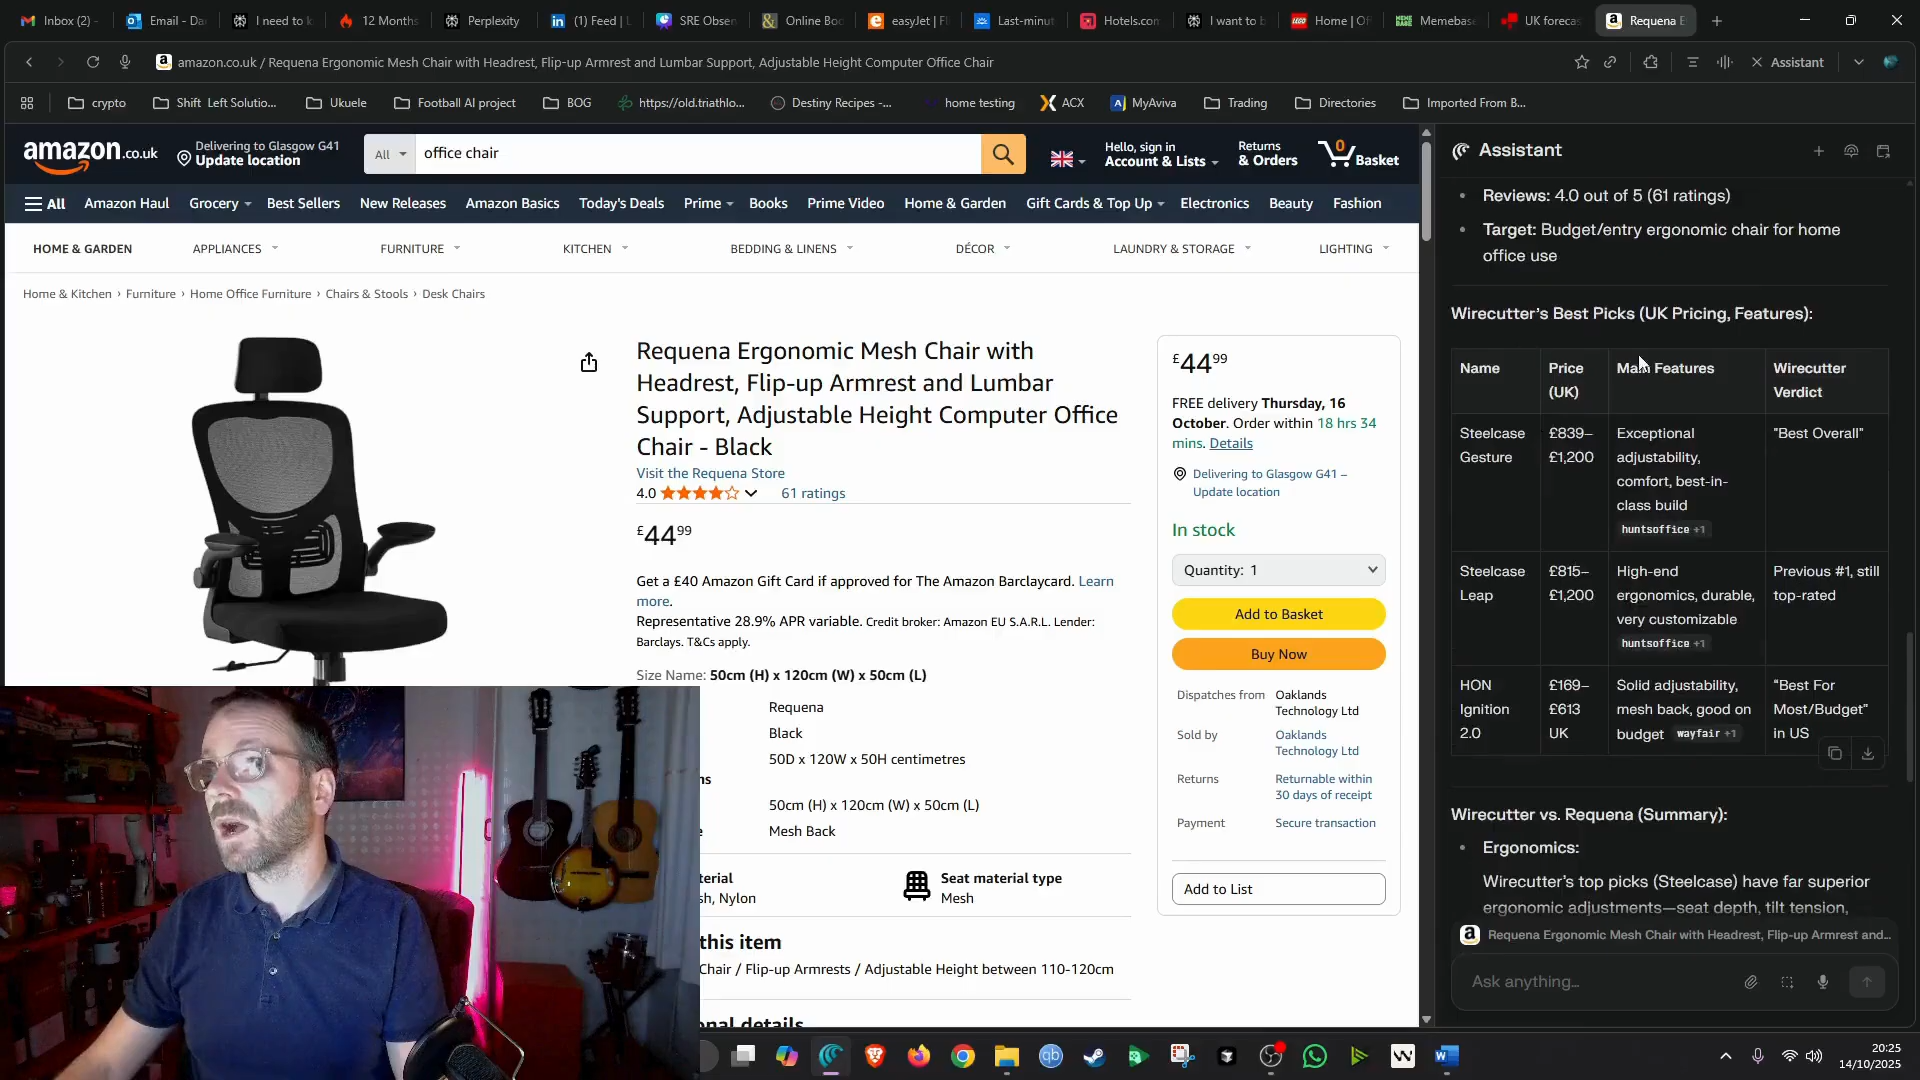 Inbox (2) -
Email - Da
I need to k
12 Months
Perplexity
(1) Feed | L
SRE Obser
Online Boo
easyJet | Fl
Last-minut
Hotels.com
I want to b
Home | Of
Memebas
UK foreca
Requena E
amazon.co.uk / Requena Ergonomic Mesh Chair with Headrest, Flip-up Armrest and Lumbar Support, Adjustable Height Computer Office Chair
Assistant
crypto
Shift Left Solutio...
Ukuele
Football AI project
BOG
https://old.triathlo...
Destiny Recipes -...
home testing
ACX
MyAviva
Trading
Directories
Imported From B...
amazon.co.uk
Delivering to Glasgow G41
Update location
All
office chair
Hello, sign in
Account & Lists
Returns
& Orders
0
Basket
All
Amazon Haul
Grocery
Best Sellers
New Releases
Amazon Basics
Today's Deals
Prime
Books
Prime Video
Home & Garden
Gift Cards & Top Up
Electronics
Beauty
Fashion
HOME & GARDEN
APPLIANCES
FURNITURE
KITCHEN
BEDDING & LINENS
DÉCOR
LAUNDRY & STORAGE
LIGHTING
Home & Kitchen › Furniture › Home Office Furniture › Chairs & Stools › Desk Chairs
Requena Ergonomic Mesh Chair with
Headrest, Flip-up Armrest and Lumbar
Support, Adjustable Height Computer Office
Chair - Black
Visit the Requena Store
4.0
61 ratings
£44 99
Get a £40 Amazon Gift Card if approved for The Amazon Barclaycard. Learn
more.
Representative 28.9% APR variable. Credit broker: Amazon EU S.A.R.L. Lender:
Barclays. T&Cs apply.
Size Name: 50cm (H) x 120cm (W) x 50cm (L)
Requena
Black
50D x 120W x 50H centimetres
ns
50cm (H) x 120cm (W) x 50cm (L)
e
Mesh Back
terial
sh, Nylon
Seat material type
Mesh
this item
Chair / Flip-up Armrests / Adjustable Height between 110-120cm
nal details
£44 99
FREE delivery Thursday, 16
October. Order within 18 hrs 34
mins. Details
Delivering to Glasgow G41 –
Update location
In stock
Quantity: 1
Add to Basket
Buy Now
Dispatches from
Oaklands
Technology Ltd
Sold by
Oaklands
Technology Ltd
Returns
Returnable within
30 days of receipt
Payment
Secure transaction
Add to List
Assistant
• Reviews: 4.0 out of 5 (61 ratings)
• Target: Budget/entry ergonomic chair for home
office use
Wirecutter's Best Picks (UK Pricing, Features):
Name
Price
(UK)
Main Features
Wirecutter
Verdict
Steelcase
Gesture
£839–
£1,200
Exceptional
adjustability,
comfort, best-in-
class build
huntsoffice +1
"Best Overall"
Steelcase
Leap
£815–
£1,200
High-end
ergonomics, durable,
very customizable
huntsoffice +1
Previous #1, still
top-rated
HON
Ignition
2.0
£169–
£613
UK
Solid adjustability,
mesh back, good on
budget wayfair +1
"Best For
Most/Budget"
in US
Wirecutter vs. Requena (Summary):
• Ergonomics:
Wirecutter's top picks (Steelcase) have far superior
ergonomic adjustments—seat depth, tilt tension,
Requena Ergonomic Mesh Chair with Headrest, Flip-up Armrest and...
Ask anything...
20:25
14/10/2025